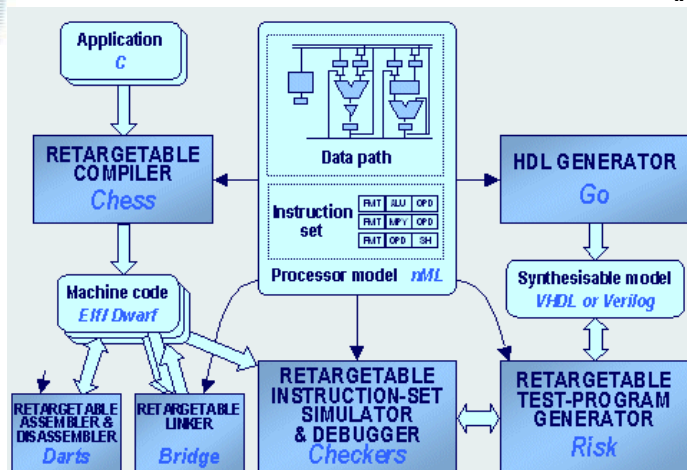 Application
C
RETARGETABLE
COMPILER
Chess
Data path
Instruction
set
FMT ALU OPD
FMT MPY OPD
FMT OPD SH
Processor model nML
HDL GENERATOR
Go
Synthesisable model
VHDL or Verilog
Machine code
Elf/ Dwarf
RETARGETABLE
ASSEMBLER &
DISASSEMBLER
Darts
RETARGETABLE
LINKER
Bridge
RETARGETABLE
INSTRUCTION-SET
SIMULATOR
& DEBUGGER
Checkers
RETARGETABLE
TEST-PROGRAM
GENERATOR
Risk